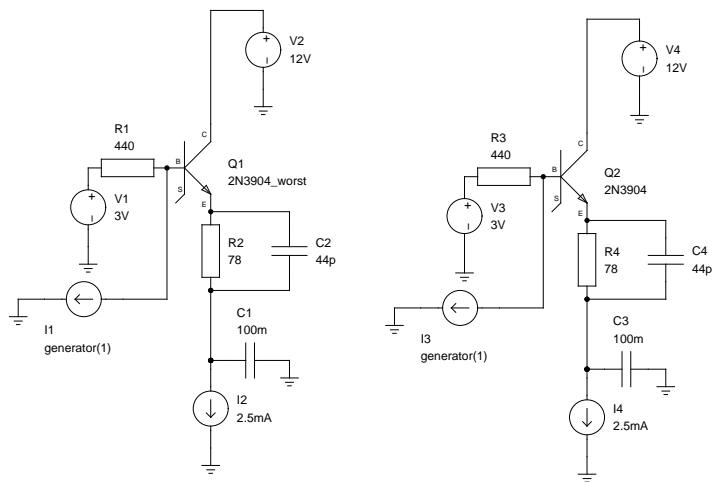 V2
12V
V4
12V
R1
440
R3
440
C
B
S
E
Q1
2N3904_worst
C
B
S
E
Q2
2N3904
V1
3V
V3
3V
R2
78
C2
44p
R4
78
C4
44p
I1
generator(1)
C1
100m
I3
generator(1)
C3
100m
I2
2.5mA
I4
2.5mA